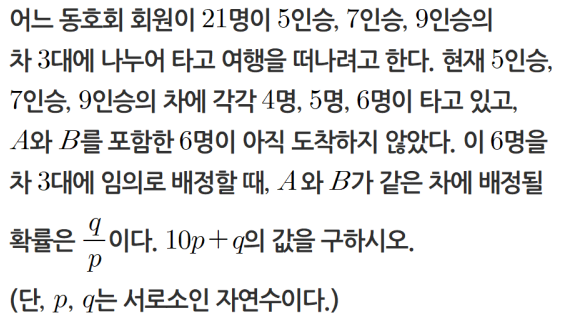 어느 동호회 회원이 21명이 5인승, 7인승, 9인승의
차 3대에 나누어 타고 여행을 떠나려고 한다. 현재 5인승,
7인승, 9인승의 차에 각각 4명, 5명, 6명이 타고 있고,
A와 B를 포함한 6명이 아직 도착하지 않았다. 이 6명을
차 3대에 임의로 배정할 때, A와 B가 같은 차에 배정될
확률은 q/p 이다. 10p+q의 값을 구하시오.
(단, p, q는 서로소인 자연수이다.)